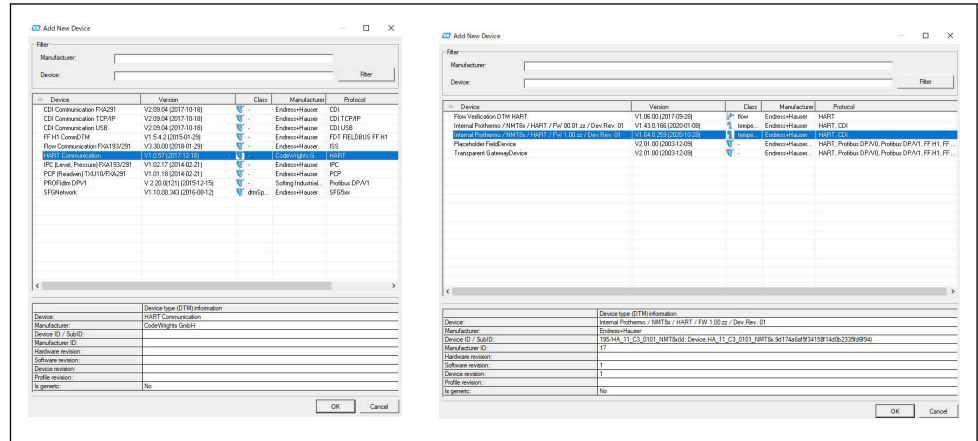 Add New Device
Filter
Manufacturer:
Device:
Filter
Device Version Class Manufacturer Protocol
CDI Communication FXA291 V2.09.04 (2017-10-18) - Endress+Hauser CDI
CDI Communication TCP/IP V2.09.04 (2017-10-18) - Endress+Hauser CDI TCP/IP
CDI Communication USB V2.09.04 (2017-10-18) - Endress+Hauser CDI USB
FF H1 CommDTM V1.5.4.2 (2015-01-29) - Endress+Hauser FDT FIELDBUS FF H1
Flow Communication FXA193/291 V3.30.00 (2018-01-29) - Endress+Hauser ISS
HART Communication V1.0.57 (2017-12-18) - CodeWrights G... HART
IPC (Level, Pressure) FXA193/291 V1.02.17 (2014-02-21) - Endress+Hauser IPC
PCP (Readwin) TXU10/FXA291 V1.01.18 (2014-02-21) - Endress+Hauser PCP
PROFIdtm DPV1 V 2.20.0(121) (2015-12-15) - Softing Industrial... Profibus DP/V1
SFGNetwork V1.10.00.343 (2016-08-12) dtmSp... Endress+Hauser SFG5xx
Device type (DTM) information
Device: HART Communication
Manufacturer: CodeWrights GmbH
Device ID / SubID:
Manufacturer ID:
Hardware revision:
Software revision:
Device revision:
Profile revision:
Is generic: No
OK Cancel
Add New Device
Filter
Manufacturer:
Device:
Filter
Device Version Class Manufacturer Protocol
Flow Verification DTM HART V1.06.00 (2017-09-28) flow Endress+Hauser HART
Internal Prothermo / NMT8x / HART / FW 00.01.zz / Dev.Rev. 01 V1.43.0.166 (2020-01-08) tempe... Endress+Hauser HART, CDI
Internal Prothermo / NMT8x / HART / FW 1.00.zz / Dev.Rev. 01 V1.64.0.259 (2020-10-28) tempe... Endress+Hauser HART, CDI
Placeholder FieldDevice V2.01.00 (2003-12-09) - Endress+Hauser... HART, Profibus DP/V0, Profibus DP/V1, FF H1, FF ...
Transparent GatewayDevice V2.01.00 (2003-12-09) - Endress+Hauser... HART, Profibus DP/V0, Profibus DP/V1, FF H1, FF ...
Device type (DTM) information
Device: Internal Prothermo / NMT8x / HART / FW 1.00.zz / Dev.Rev. 01
Manufacturer: Endress+Hauser
Device ID / SubID:
Manufacturer ID: 17
Hardware revision:
Software revision: 1
Device revision: 1
Profile revision:
Is generic: No
OK Cancel